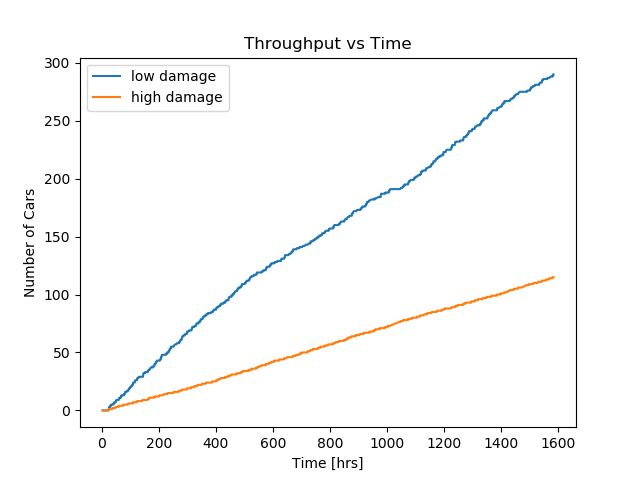 Throughput vs Time
low damage
high damage
Number of Cars
300
250
200
150
100
50
0
0 200 400 600 800 1000 1200 1400 1600
Time [hrs]